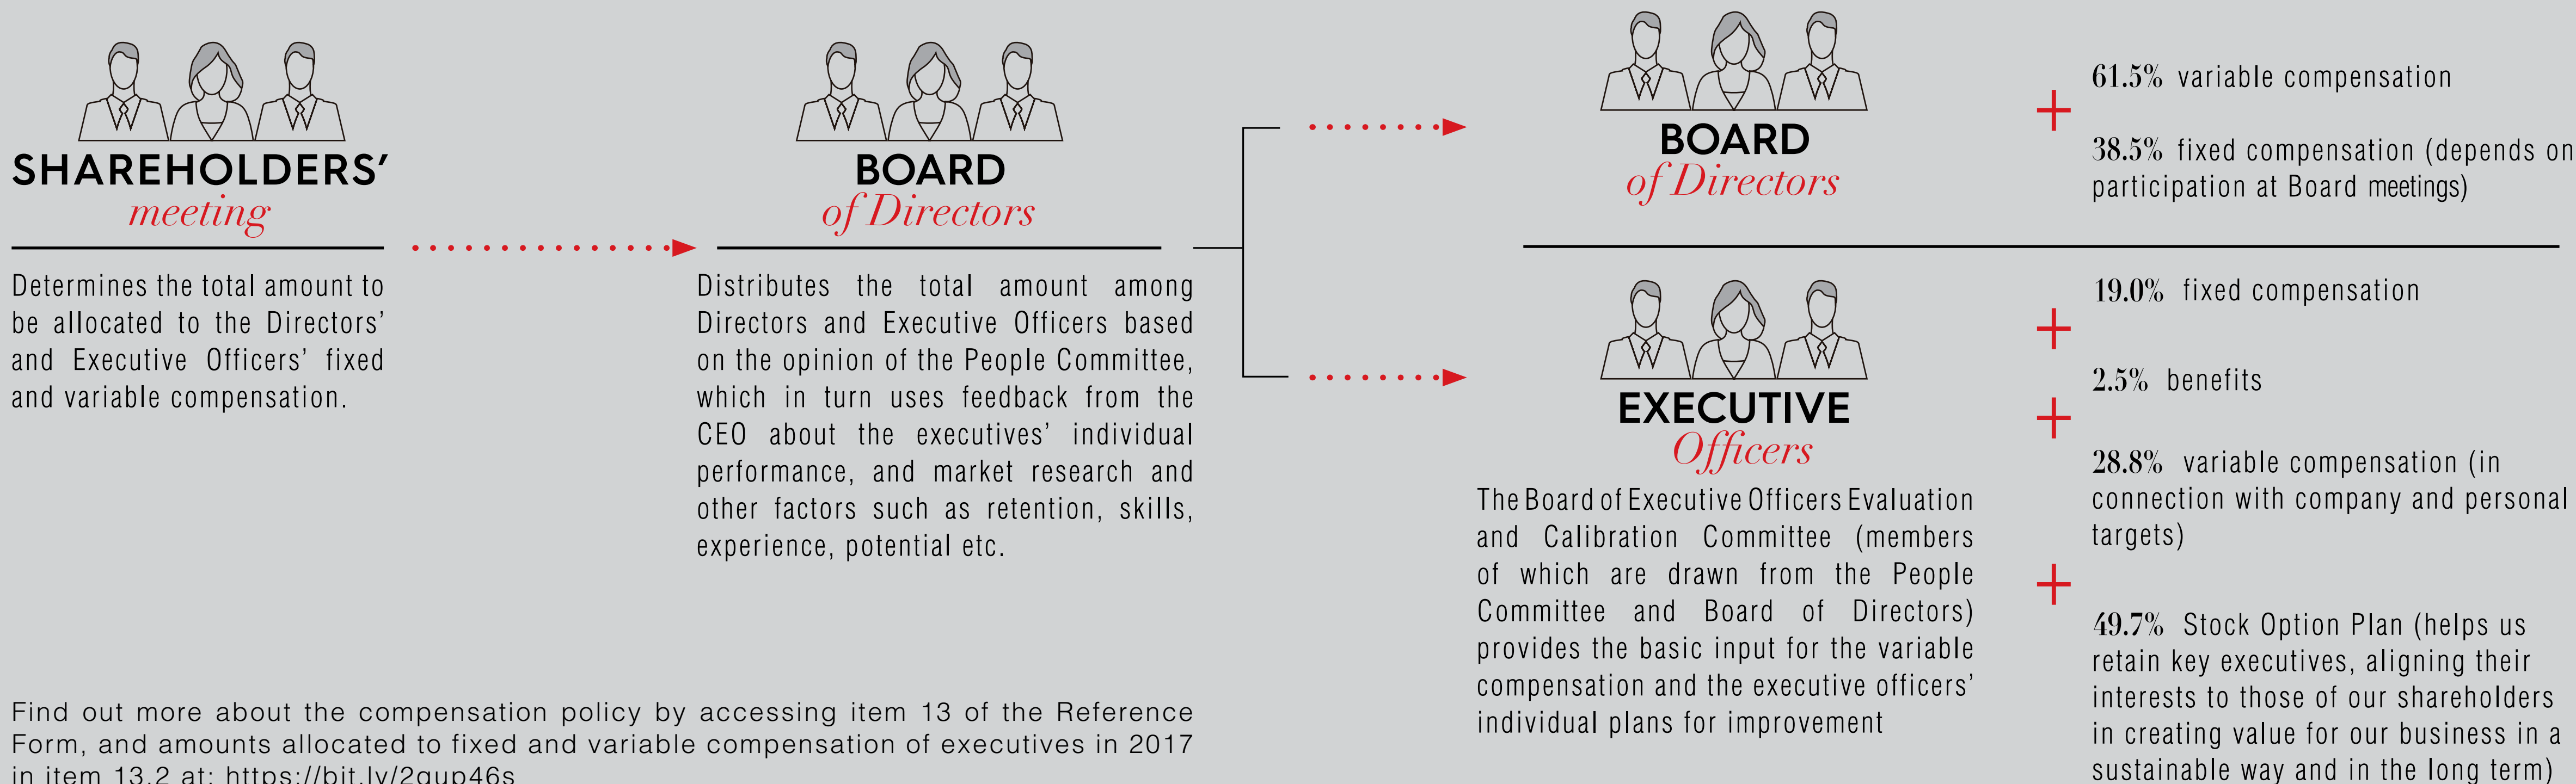 SHAREHOLDERS'
meeting
Determines the total amount to
be allocated to the Directors'
and Executive Officers' fixed
and variable compensation.
BOARD
of Directors
Distributes the total amount among
Directors and Executive Officers based
on the opinion of the People Committee,
which in turn uses feedback from the
CEO about the executives' individual
performance, and market research and
other factors such as retention, skills,
experience, potential etc.
BOARD
of Directors
+
61.5% variable compensation
38.5% fixed compensation (depends on
participation at Board meetings)
EXECUTIVE
Officers
The Board of Executive Officers Evaluation
and Calibration Committee (members
of which are drawn from the People
Committee and Board of Directors)
provides the basic input for the variable
compensation and the executive officers'
individual plans for improvement
19.0% fixed compensation
+
2.5% benefits
+
28.8% variable compensation (in
connection with company and personal
targets)
+
49.7% Stock Option Plan (helps us
retain key executives, aligning their
interests to those of our shareholders
in creating value for our business in a
sustainable way and in the long term)
Find out more about the compensation policy by accessing item 13 of the Reference
Form, and amounts allocated to fixed and variable compensation of executives in 2017
in item 13.2 at: https://bit.ly/2qup46s